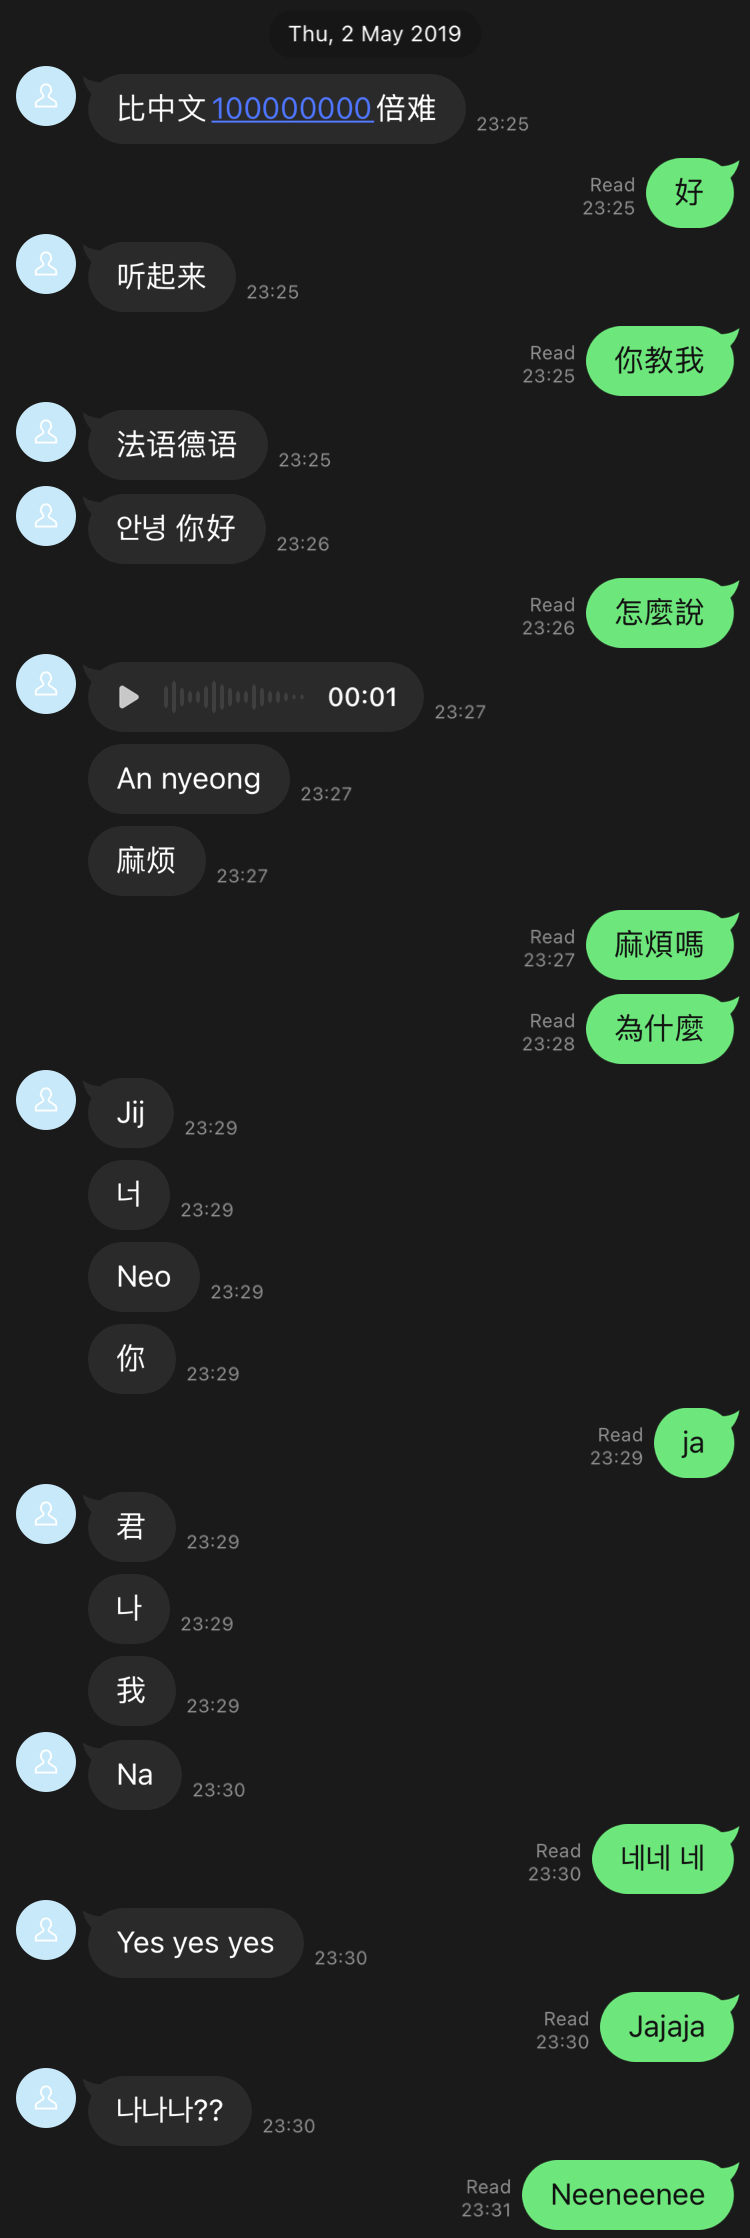 Thu, 2 May 2019
比中文100000000倍难
23:25
Read
23:25
好
听起来
23:25
Read
23:25
你教我
法语德语
23:25
안녕 你好
23:26
Read
23:26
怎麼說
00:01
23:27
An nyeong
23:27
麻烦
23:27
Read
23:27
麻煩嗎
Read
23:28
為什麼
Jij
23:29
너
23:29
Neo
23:29
你
23:29
Read
23:29
ja
君
23:29
나
23:29
我
23:29
Na
23:30
Read
23:30
네네 네
Yes yes yes
23:30
Read
23:30
Jajaja
나나나??
23:30
Read
23:31
Neeneenee